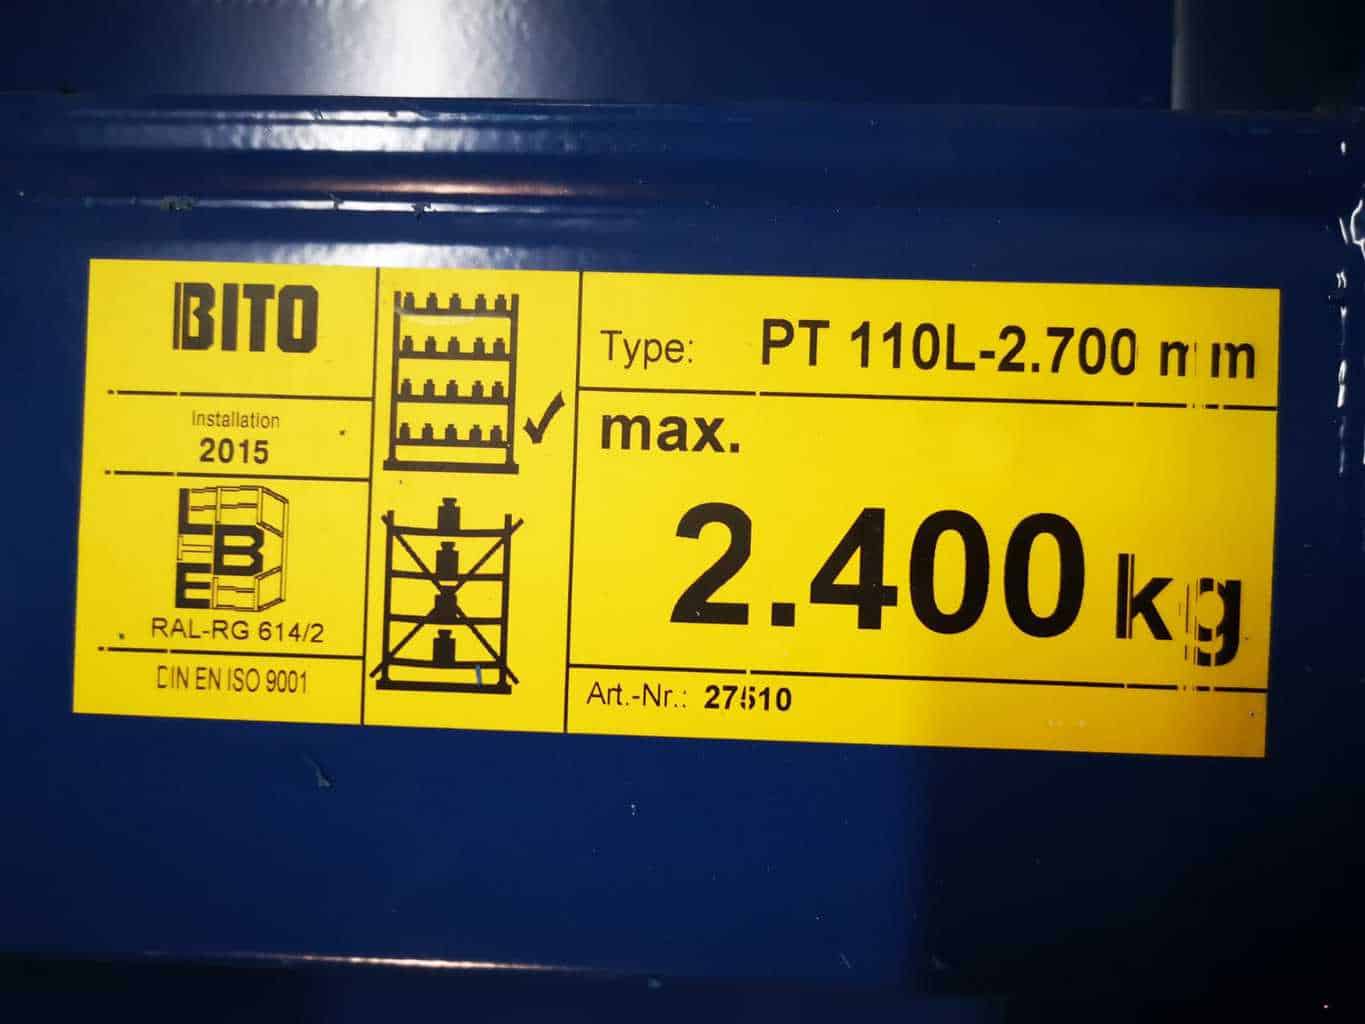 BITO
Installation
2015
L
B
E
RAL-RG 614/2
DIN EN ISO 9001
Type: PT 110L-2.700 mm
max.
2.400 kg
Art.-Nr.: 27510